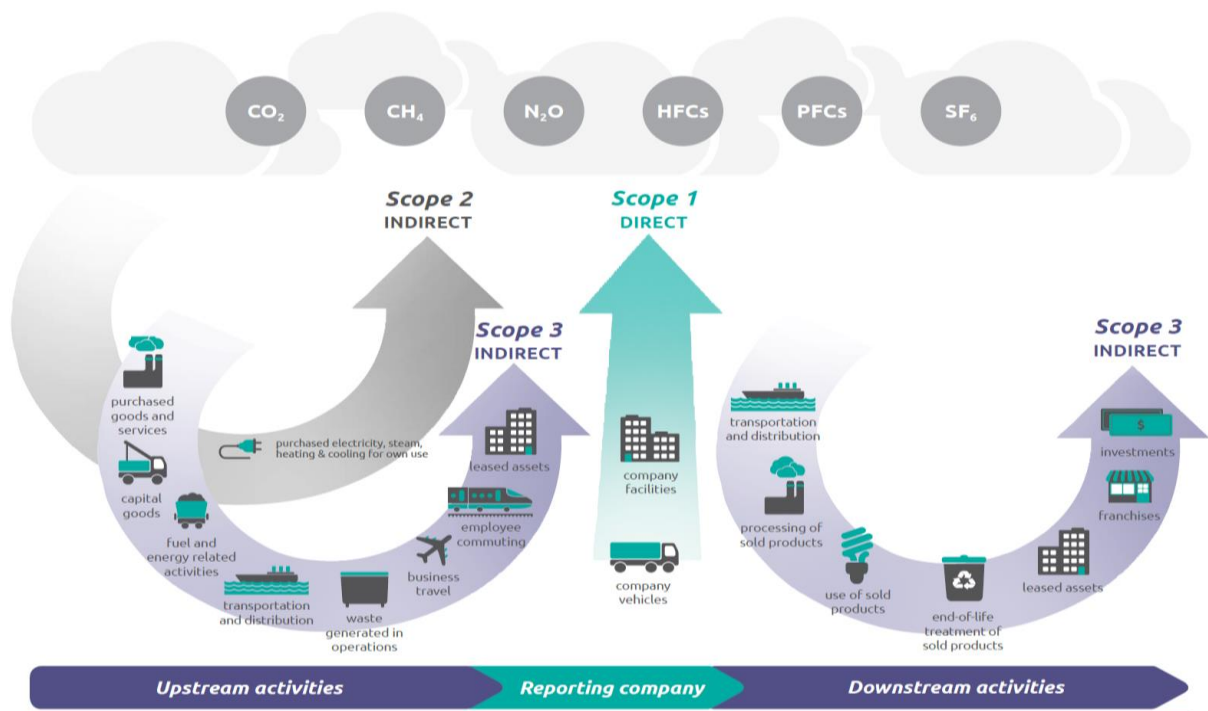 CO₂
CH₄
N₂O
HFCs
PFCs
SF₆
Scope 2
INDIRECT
Scope 1
DIRECT
Scope 3
INDIRECT
Scope 3
INDIRECT
purchased
goods and
services
capital
goods
fuel and
energy related
activities
transportation
and distribution
waste
generated in
operations
business
travel
employee
commuting
leased assets
purchased electricity, steam,
heating & cooling for own use
company
facilities
company
vehicles
transportation
and distribution
processing of
sold products
use of sold
products
end-of-life
treatment of
sold products
leased assets
franchises
$
investments
Upstream activities
Reporting company
Downstream activities